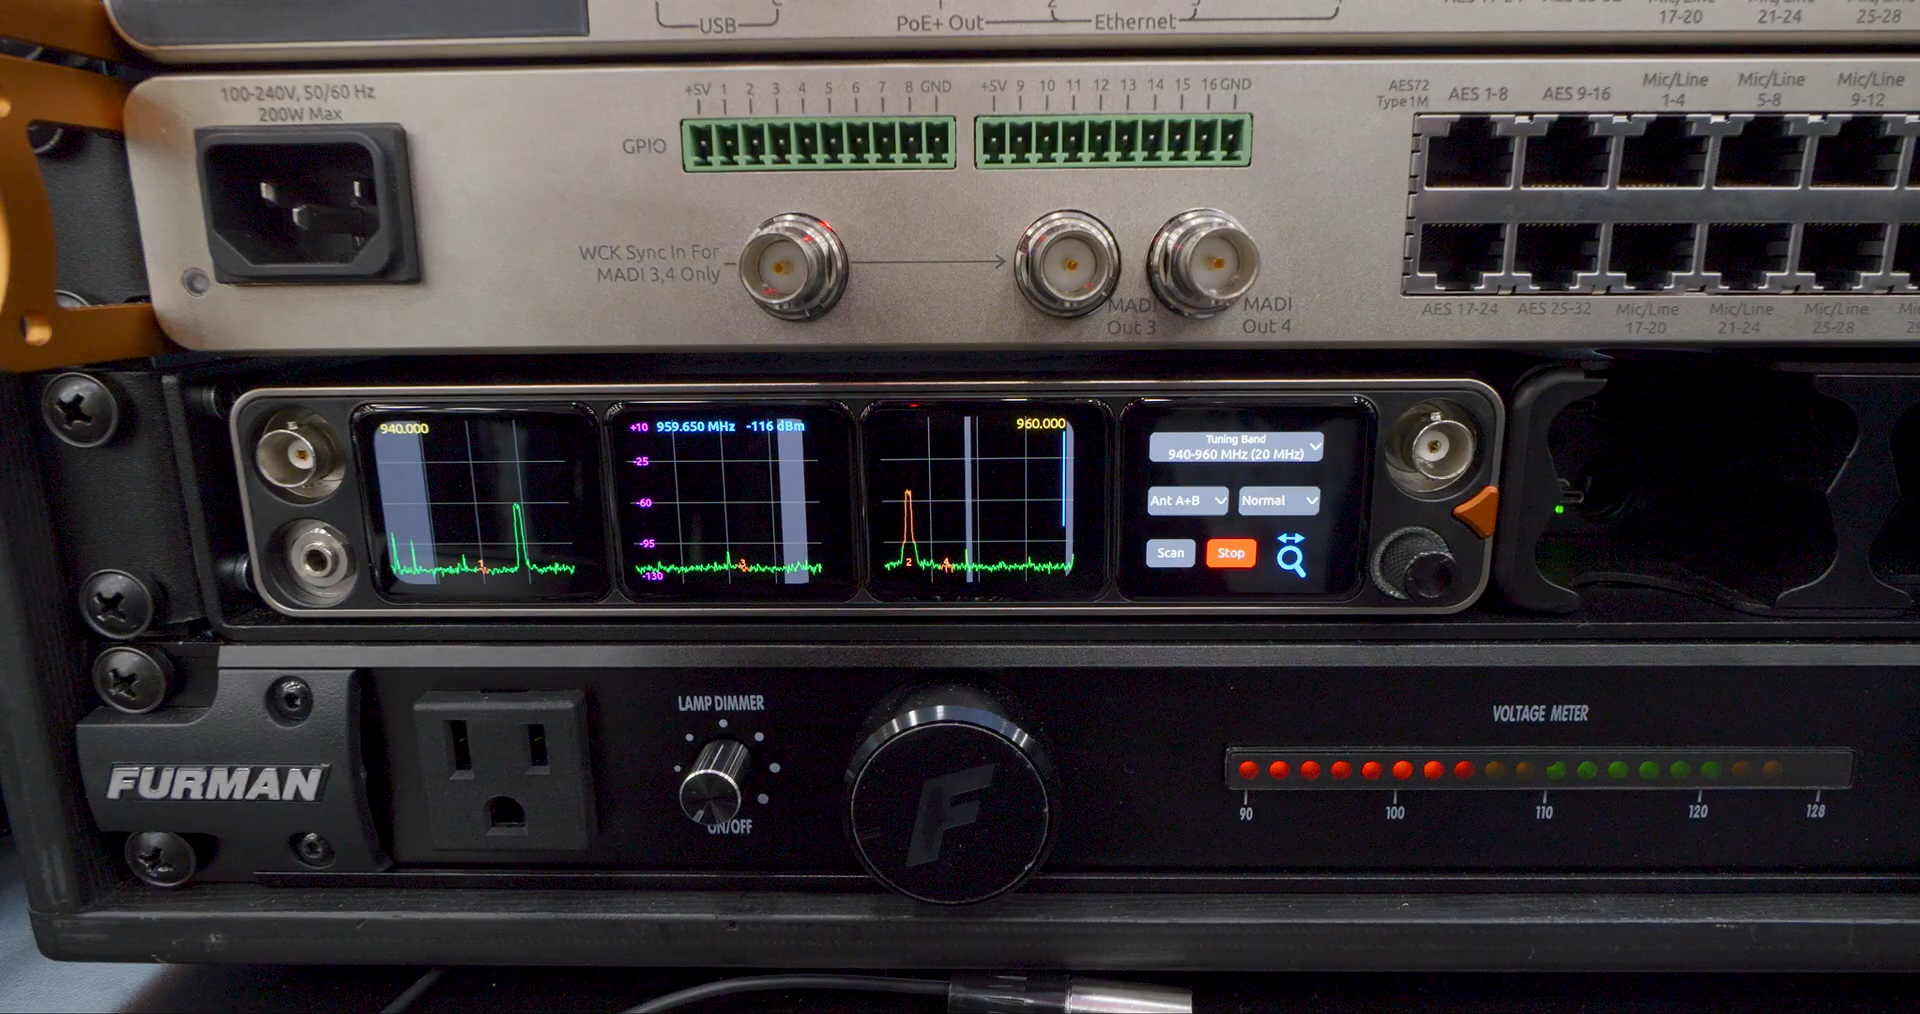 USB
PoE+ Out
Ethernet
17-20
21-24
25-28
100-240V, 50/60 Hz
200W Max
+5V 1 2 3 4 5 6 7 8 GND
+5V 9 10 11 12 13 14 15 16 GND
GPIO
AES72
Type 1M
AES 1-8
AES 9-16
Mic/Line
1-4
Mic/Line
5-8
Mic/Line
9-12
WCK Sync In For
MADI 3,4 Only
MADI
Out 3
MADI
Out 4
AES 17-24
AES 25-32
Mic/Line
17-20
Mic/Line
21-24
Mic/Line
25-28
940.000
1
+10
959.650 MHz -116 dBm
-25
-60
-95
-130
3
960.000
2
4
Tuning Band
940-960 MHz (20 MHz)
Ant A+B
Normal
Scan
Stop
FURMAN
LAMP DIMMER
ON/OFF
F
VOLTAGE METER
90 100 110 120 128